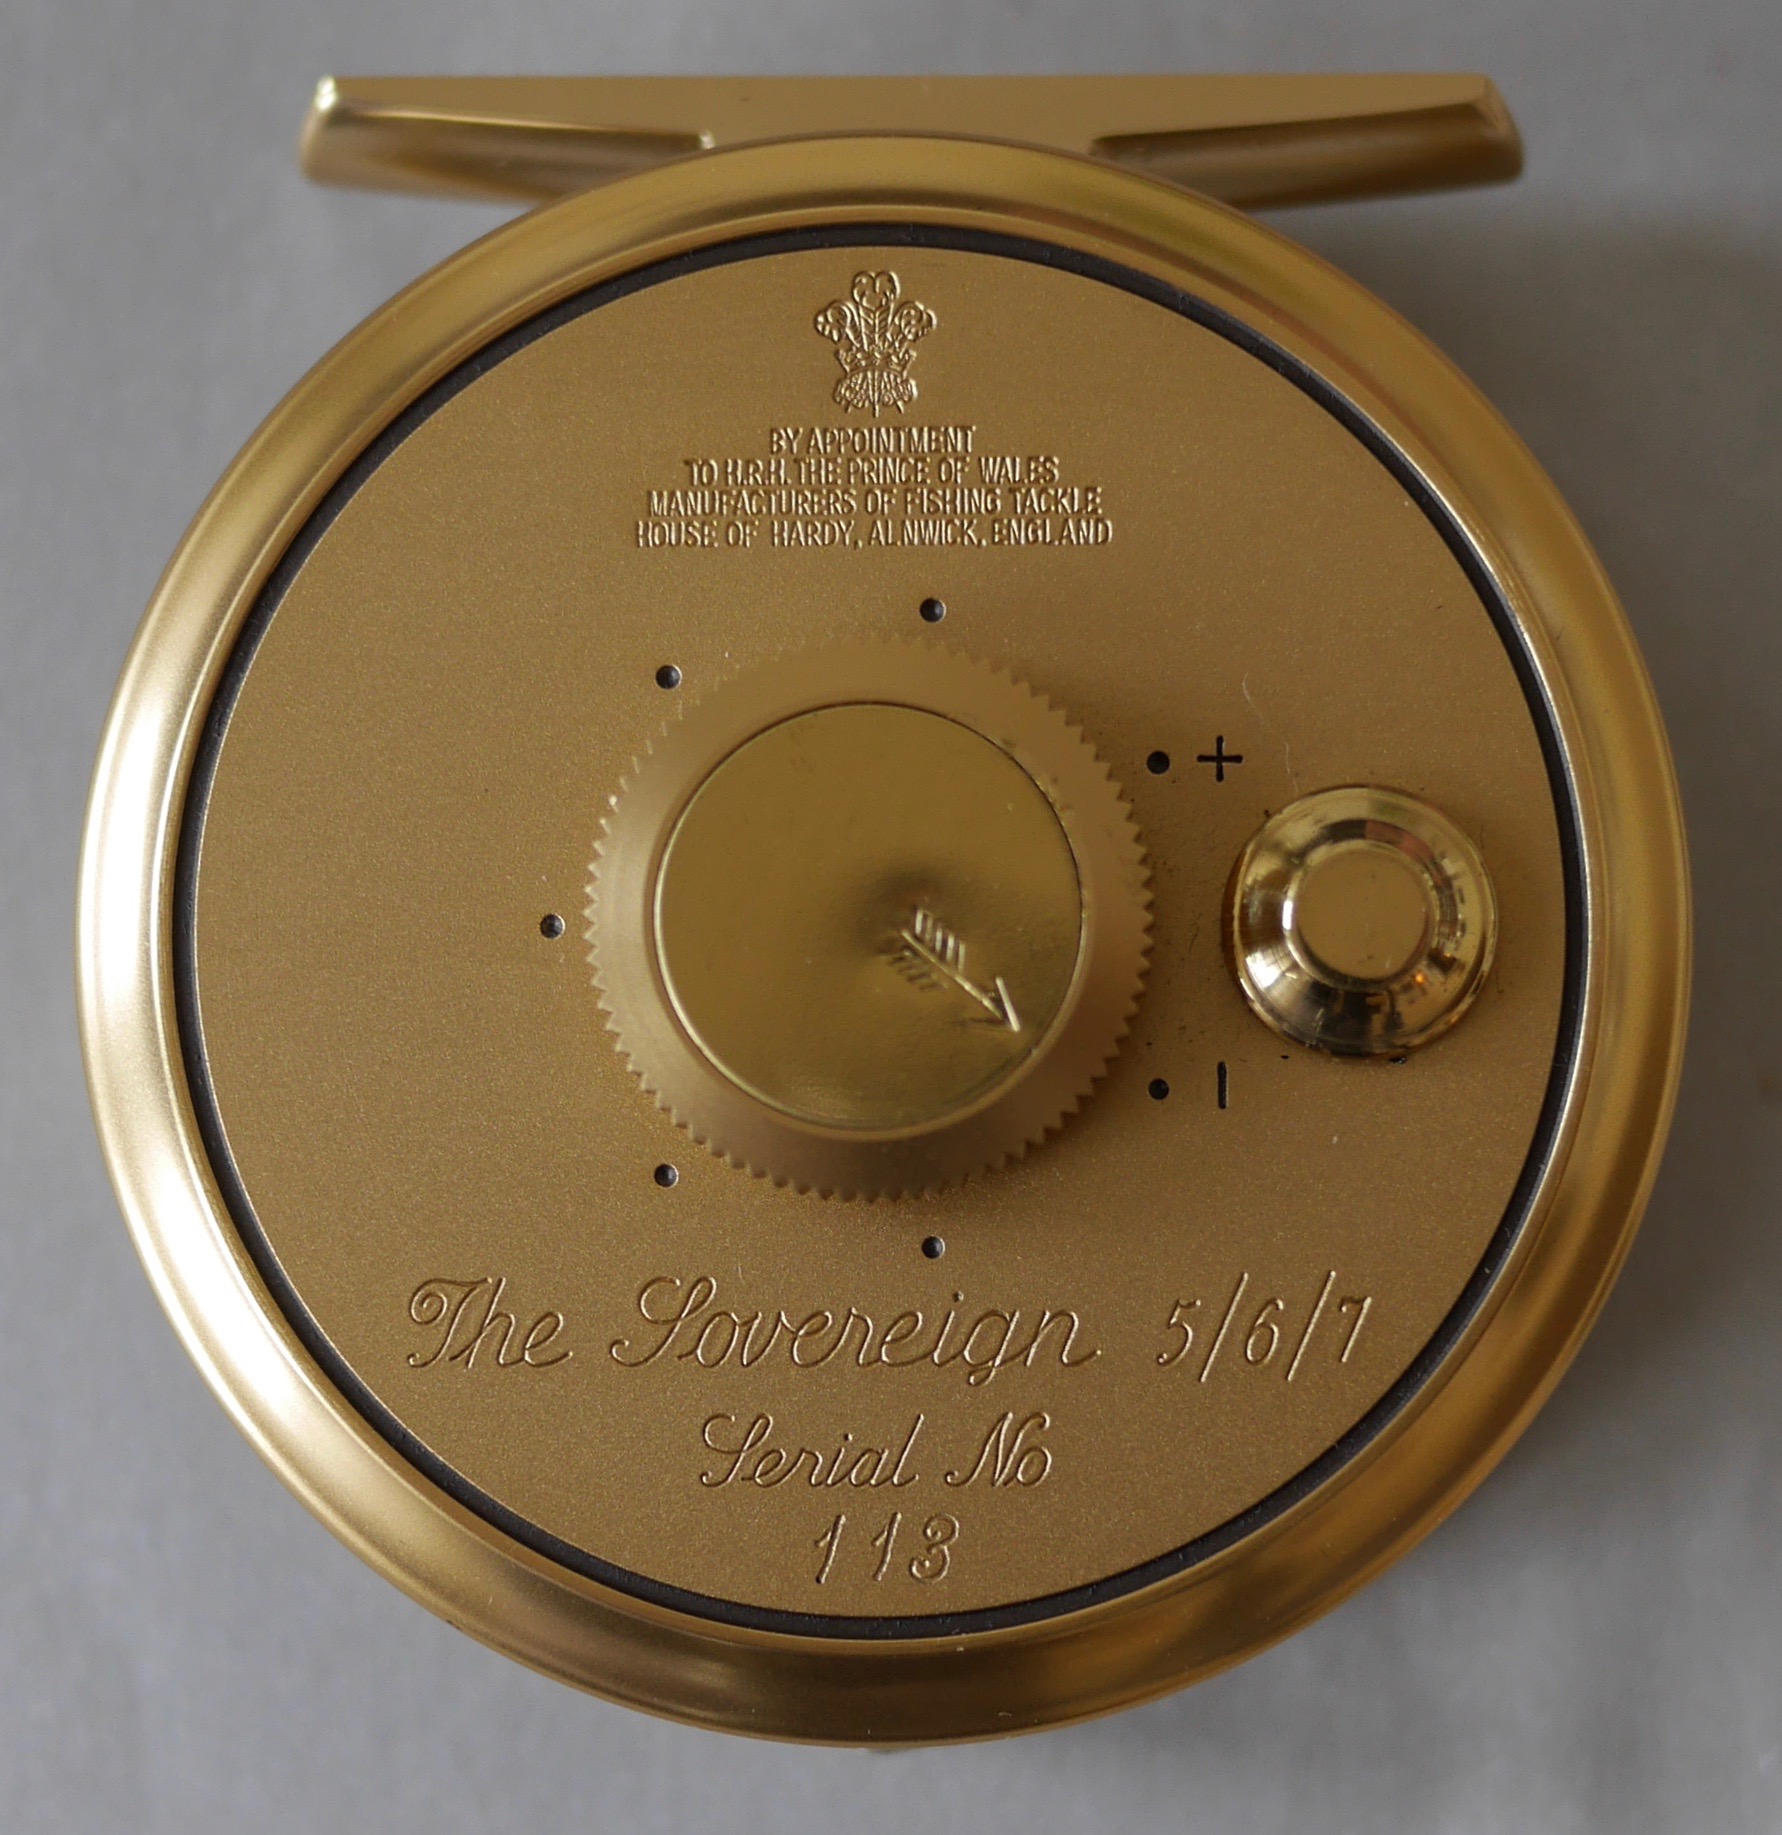 BY APPOINTMENT
TO H.R.H. THE PRINCE OF WALES
MANUFACTURERS OF FISHING TACKLE
HOUSE OF HARDY, ALNWICK, ENGLAND
+
-
The Sovereign 5/6/7
Serial No
113